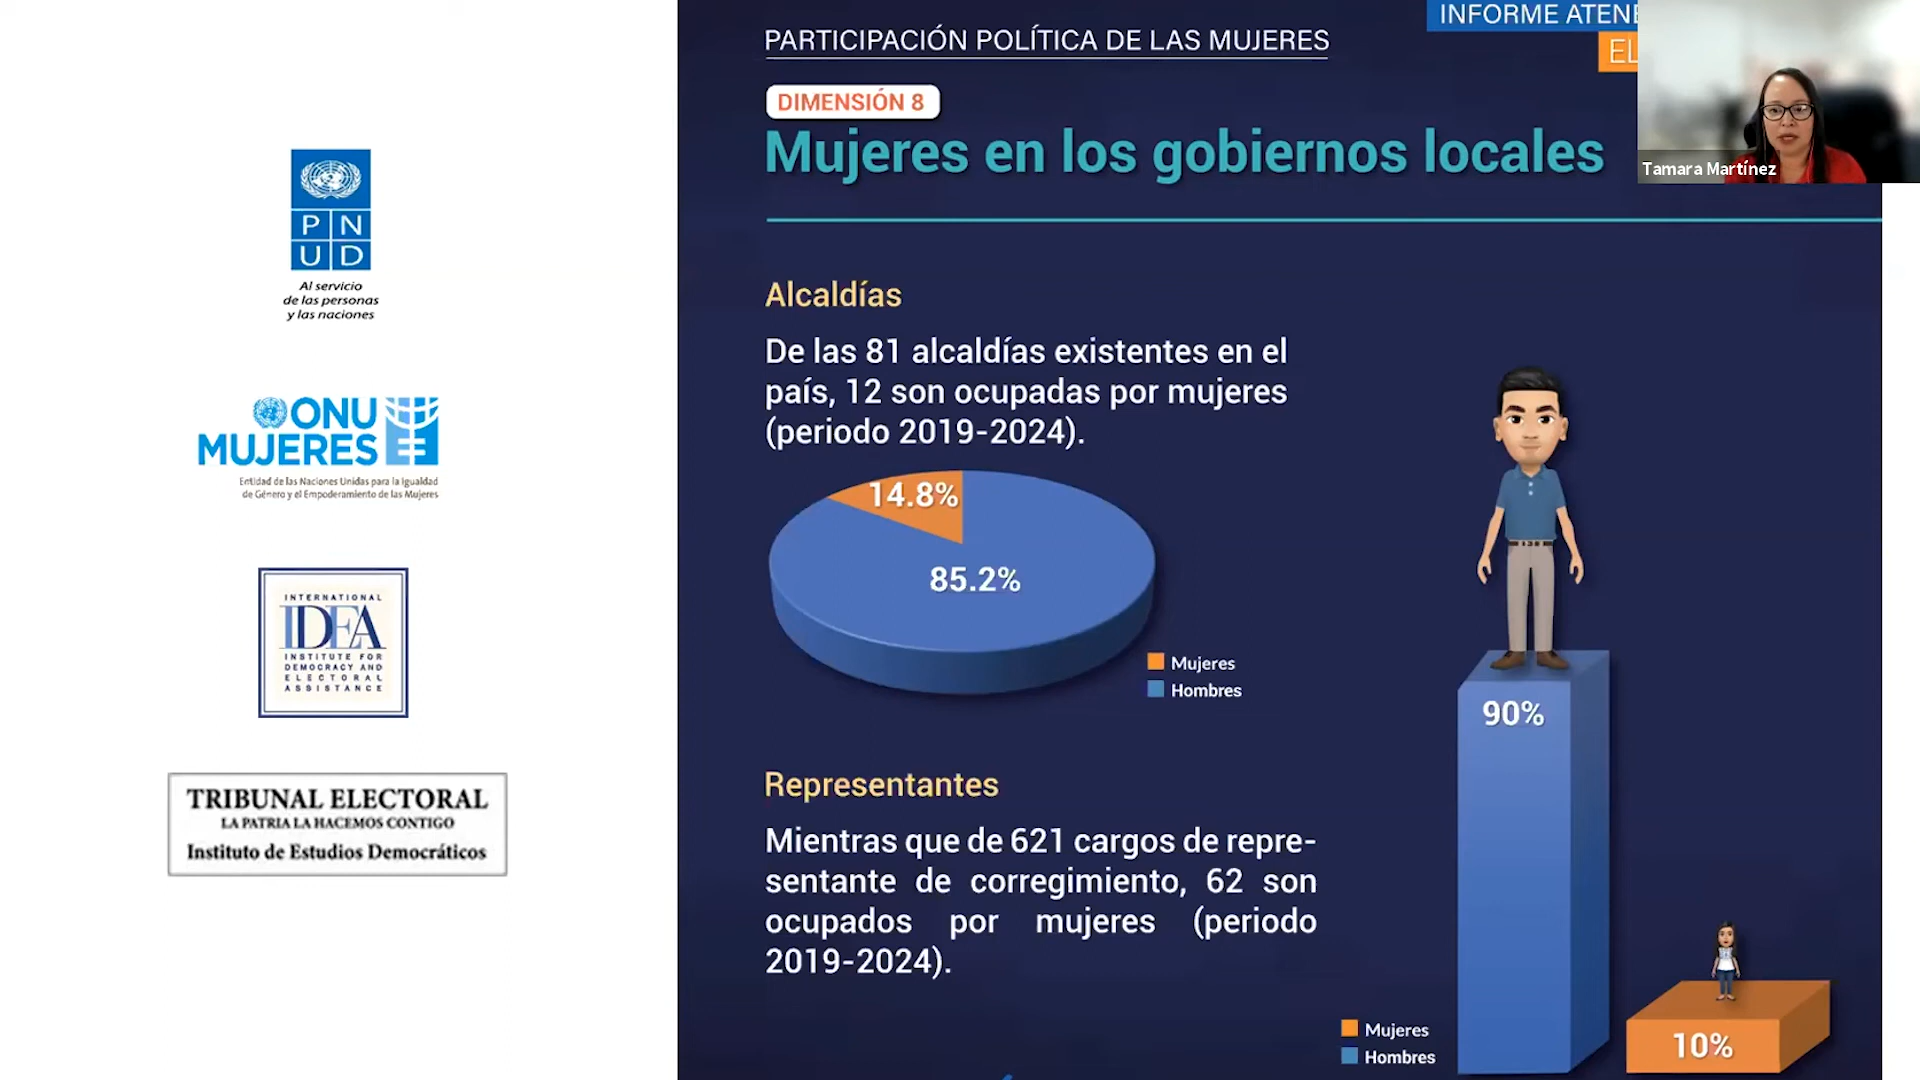 PNUD
Al servicio
de las personas
y las naciones
ONU
MUJERES
Entidad de las Naciones Unidas para la Igualdad
de Género y el Empoderamiento de las Mujeres
INTERNATIONAL
IDEA
INSTITUTE FOR
DEMOCRACY AND
ELECTORAL
ASSISTANCE
TRIBUNAL ELECTORAL
LA PATRIA LA HACEMOS CONTIGO
Instituto de Estudios Democráticos
PARTICIPACIÓN POLÍTICA DE LAS MUJERES
INFORME
DIMENSIÓN 8
Mujeres en los gobiernos locales
Tamara Martínez
Alcaldías
De las 81 alcaldías existentes en el
país, 12 son ocupadas por mujeres
(periodo 2019-2024).
14.8%
85.2%
Mujeres
Hombres
Representantes
Mientras que de 621 cargos de repre-
sentante de corregimiento, 62 son
ocupados por mujeres (periodo
2019-2024).
90%
10%
Mujeres
Hombres